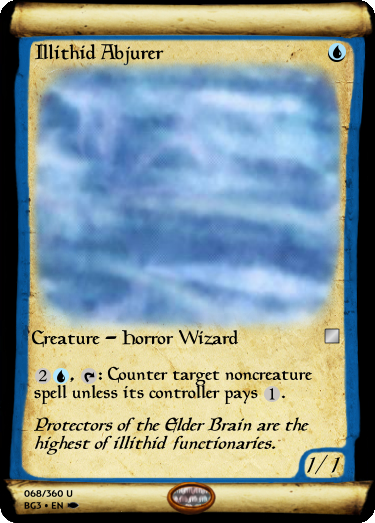 Illithid Abjurer
Creature – Horror Wizard
2 , : Counter target noncreature
spell unless its controller pays 1.
Protectors of the Elder Brain are the
highest of illithid functionaries.
1/1
068/360 U
BG3 • EN